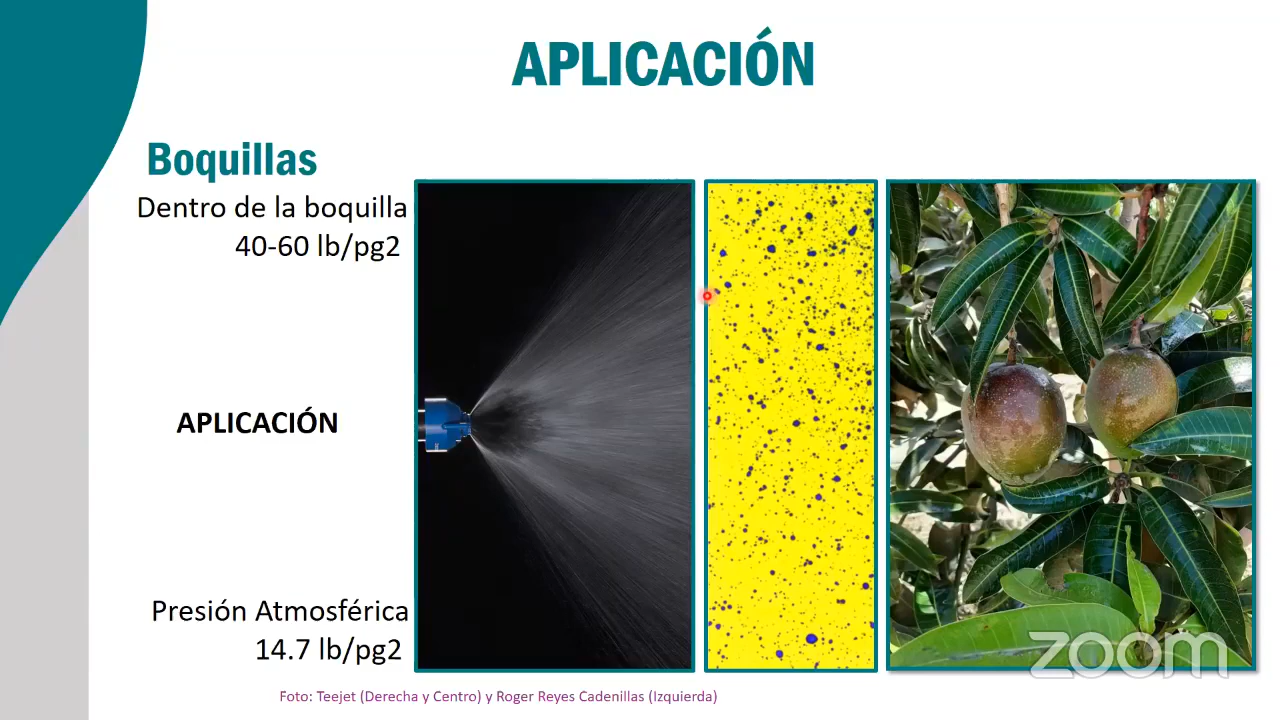 APLICACIÓN
Boquillas
Dentro de la boquilla
40-60 lb/pg2
APLICACIÓN
Presión Atmosférica
14.7 lb/pg2
zoom
Foto: Teejet (Derecha y Centro) y Roger Reyes Cadenillas (Izquierda)